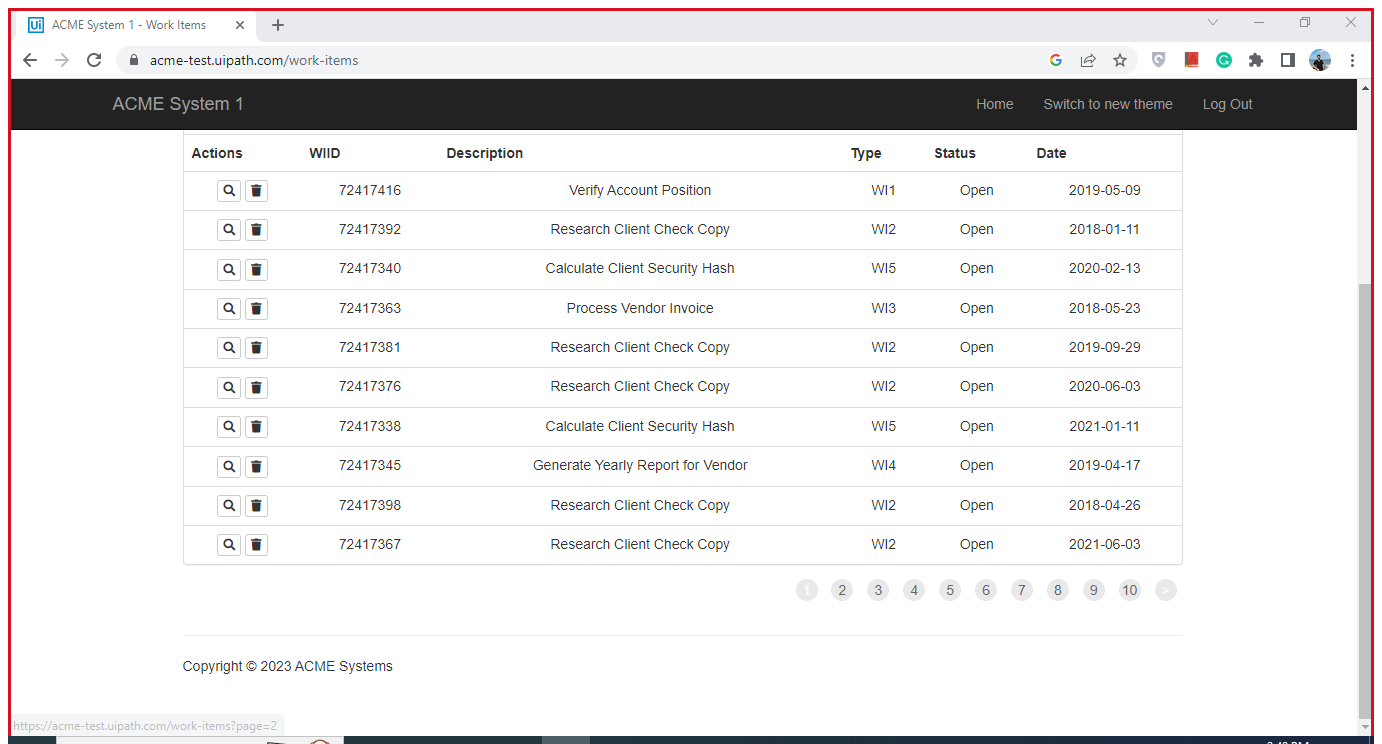 Ui ACME System 1 - Work Items
acme-test.uipath.com/work-items
ACME System 1 Home Switch to new theme Log Out
Actions WIID Description Type Status Date
72417416 Verify Account Position WI1 Open 2019-05-09
72417392 Research Client Check Copy WI2 Open 2018-01-11
72417340 Calculate Client Security Hash WI5 Open 2020-02-13
72417363 Process Vendor Invoice WI3 Open 2018-05-23
72417381 Research Client Check Copy WI2 Open 2019-09-29
72417376 Research Client Check Copy WI2 Open 2020-06-03
72417338 Calculate Client Security Hash WI5 Open 2021-01-11
72417345 Generate Yearly Report for Vendor WI4 Open 2019-04-17
72417398 Research Client Check Copy WI2 Open 2018-04-26
72417367 Research Client Check Copy WI2 Open 2021-06-03
1 2 3 4 5 6 7 8 9 10 >
Copyright © 2023 ACME Systems
https://acme-test.uipath.com/work-items?page=2